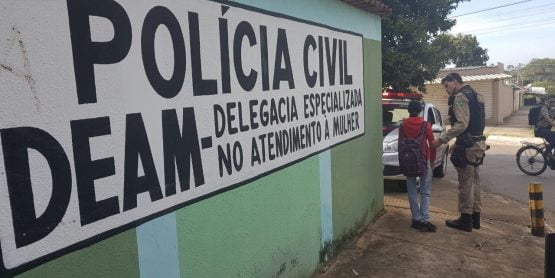 POLÍCIA CIVIL
DEAM-DELEGACIA ESPECIALIZADA
NO ATENDIMENTO À MULHER